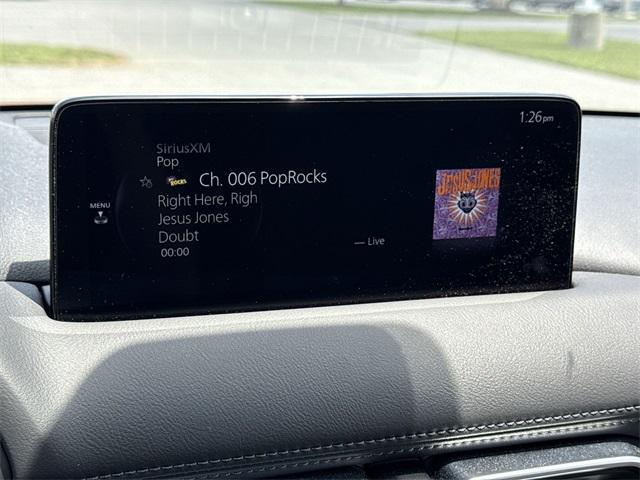 1:26pm
SiriusXM
Pop
Ch. 006 PopRocks
MENU
Right Here, Righ
Jesus Jones
Doubt
00:00
— Live
ROCKS
JESUS JONES